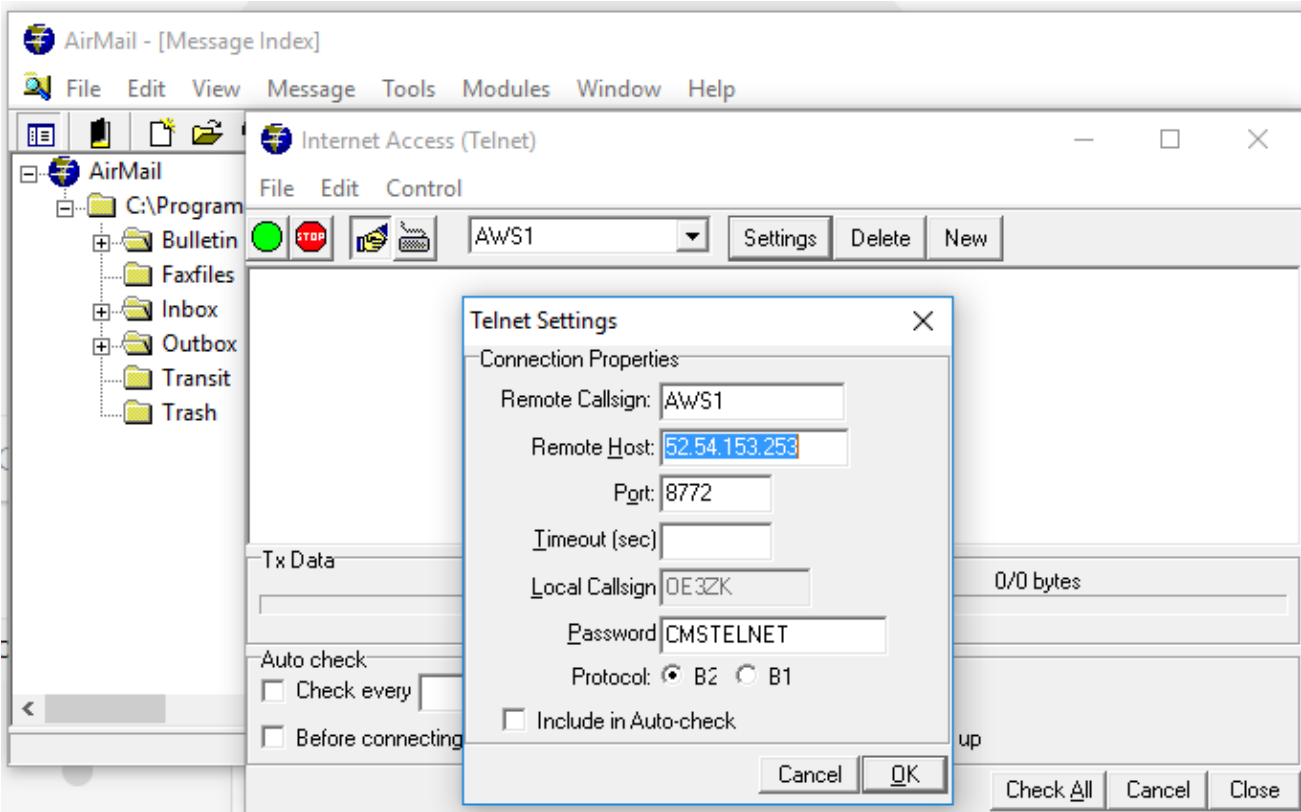 AirMail - [Message Index]
File Edit View Message Tools Modules Window Help
AirMail
C:\Program
Bulletin
Faxfiles
Inbox
Outbox
Transit
Trash
Internet Access (Telnet)
File Edit Control
STOP
AWS1 Settings Delete New
Telnet Settings
Connection Properties
Remote Callsign: AWS1
Remote Host: 52.54.153.253
Port: 8772
Timeout (sec)
Local Callsign OE3ZK
Password CMSTELNET
Protocol: B2 B1
Include in Auto-check
Cancel OK
Tx Data
0/0 bytes
Auto check
Check every
Before connecting up
Check All Cancel Close